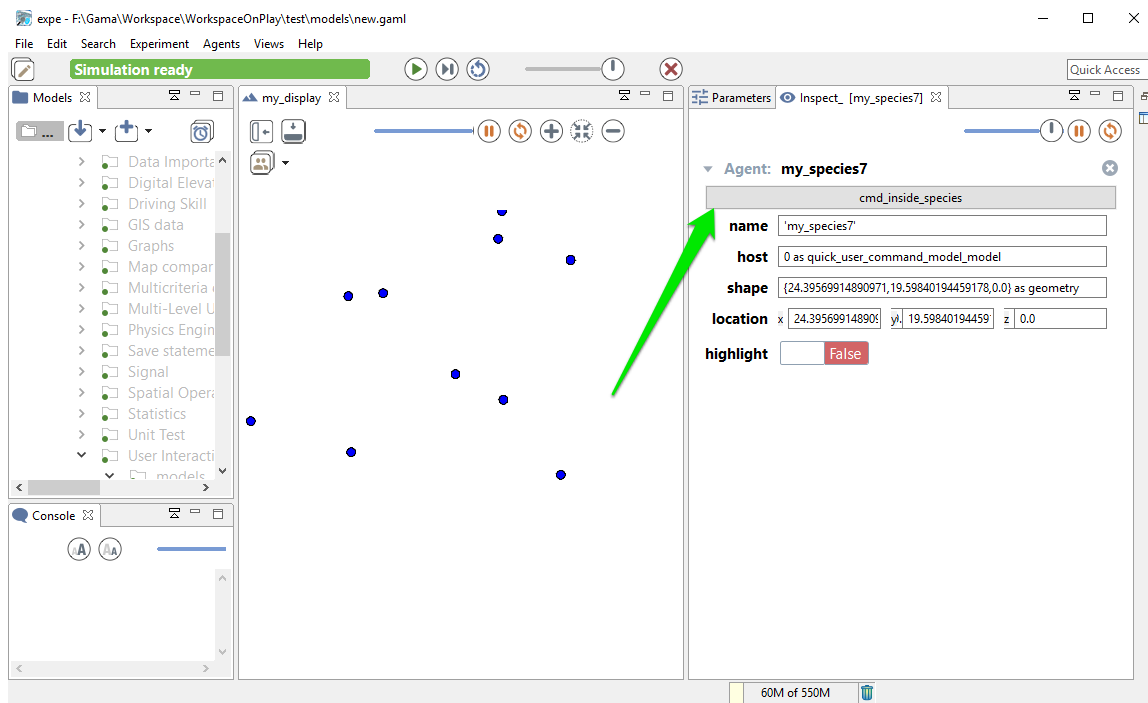 expe - F:\Gama\Workspace\WorkspaceOnPlay\test\models\new.gaml
File Edit Search Experiment Agents Views Help
Simulation ready
Quick Access
Models
my_display
Parameters
Inspect_ [my_species7]
...
Data Importa
Digital Elevat
Driving Skill
GIS data
Graphs
Map compar
Multicriteria
Multi-Level U
Physics Engin
Save stateme
Signal
Spatial Opera
Statistics
Unit Test
User Interacti
models
Agent: my_species7
cmd_inside_species
name 'my_species7'
host 0 as quick_user_command_model_model
shape {24.39569914890971,19.59840194459178,0.0} as geometry
location x 24.39569914890 y 19.59840194459 z 0.0
highlight False
Console
AA
AA
60M of 550M